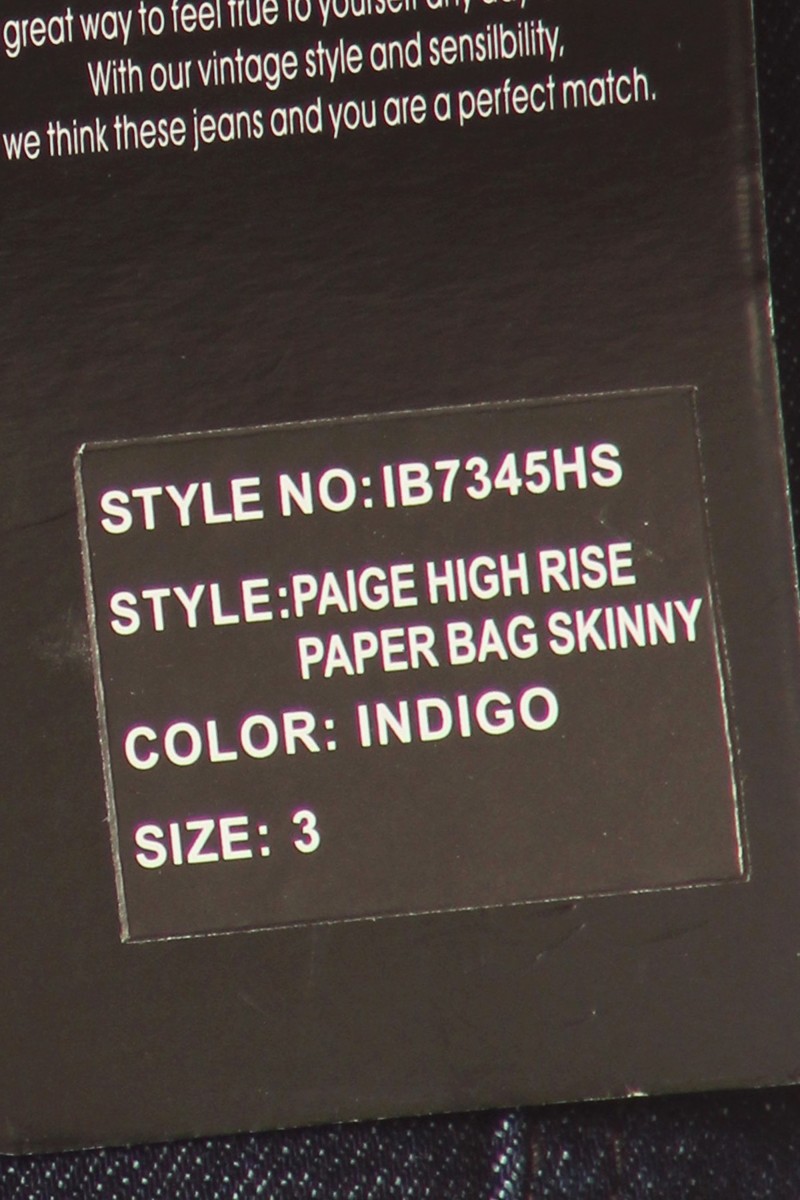 great way to feel true to yourself any day
With our vintage style and sensilbility,
we think these jeans and you are a perfect match.
STYLE NO: IB7345HS
STYLE: PAIGE HIGH RISE
PAPER BAG SKINNY
COLOR: INDIGO
SIZE: 3